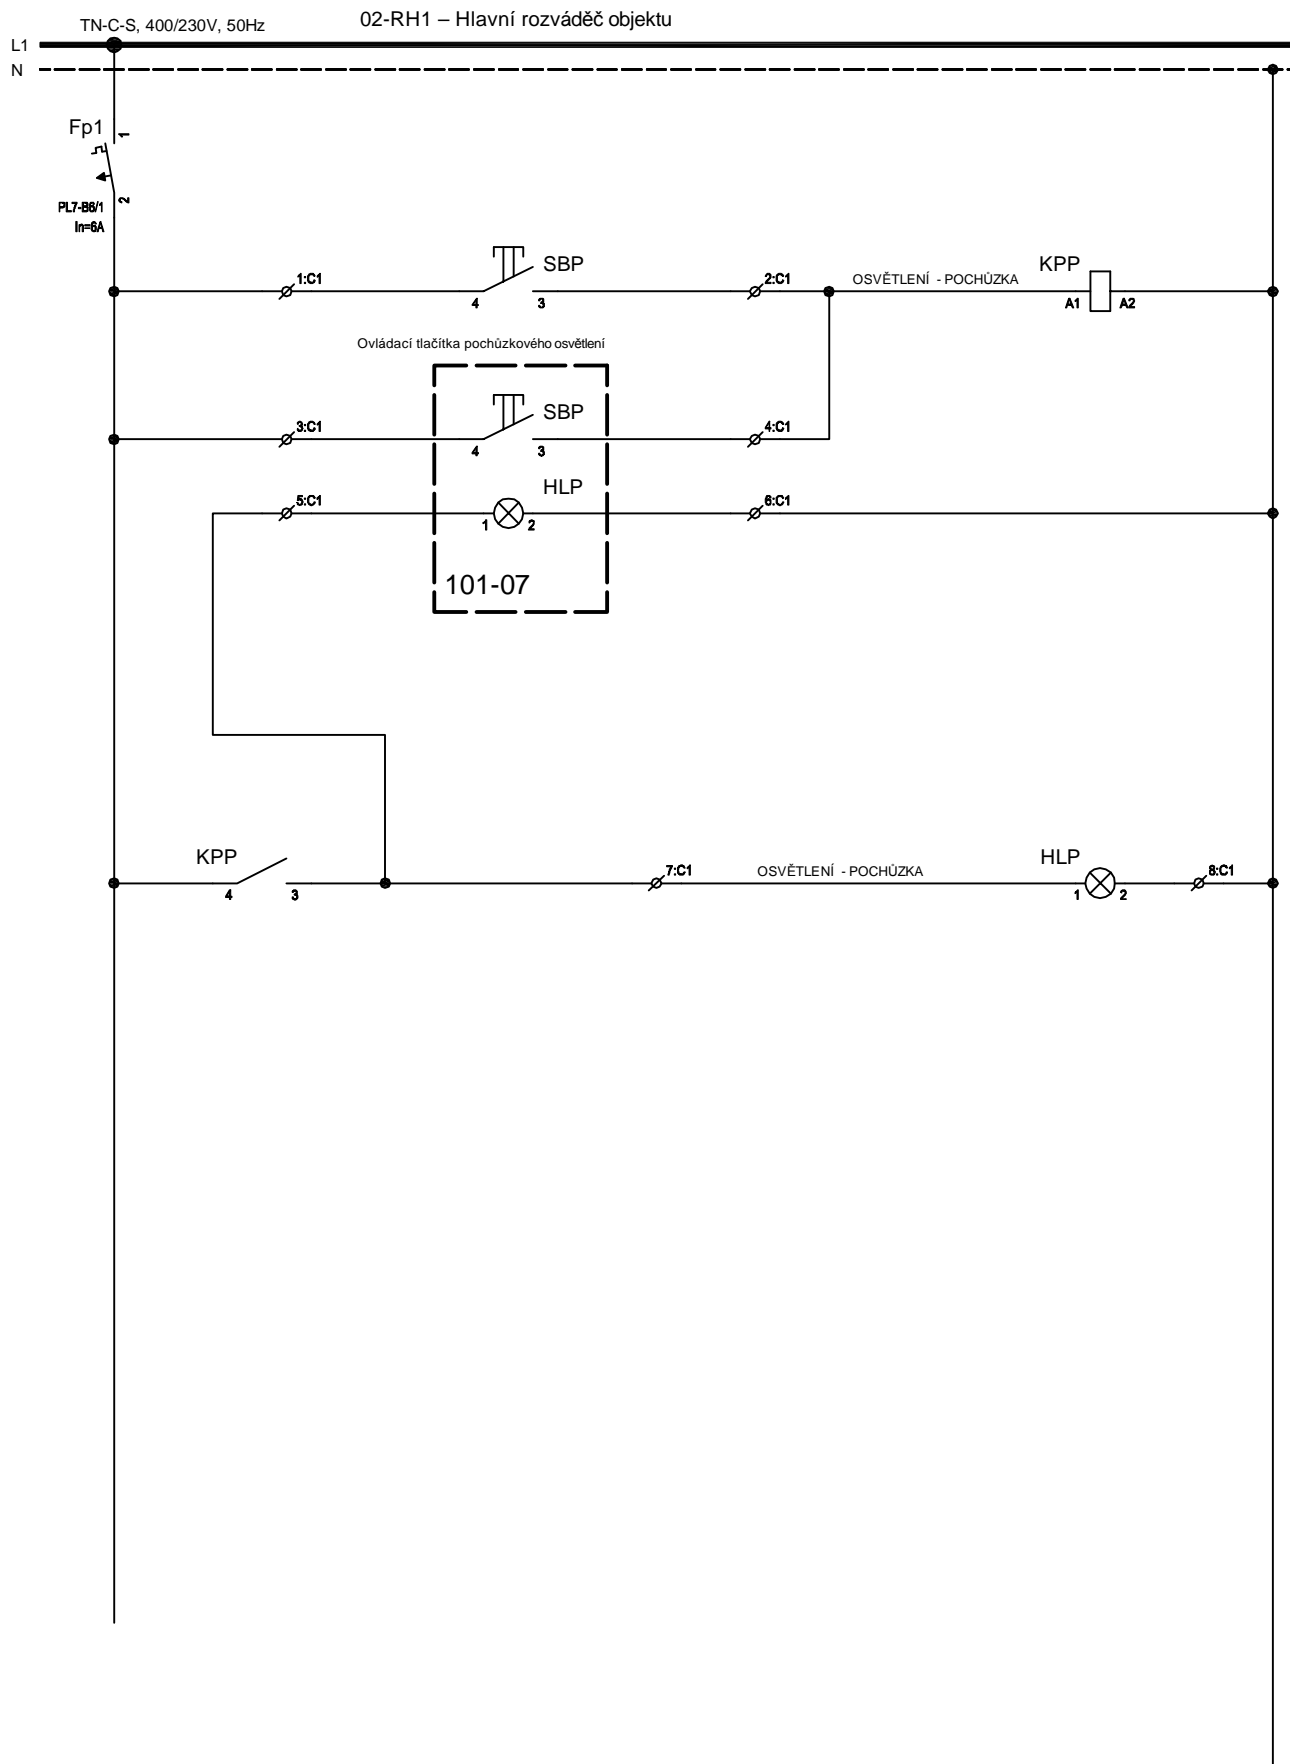 TN-C-S, 400/230V, 50Hz
02-RH1 – Hlavní rozváděč objektu
L1
N
Fp1
1
2
PL7-B6/1
In=6A
1:C1
4
SBP
3
2:C1
OSVĚTLENÍ - POCHŮZKA
KPP
A1
A2
Ovládací tlačítka pochůzkového osvětlení
3:C1
4
SBP
3
4:C1
5:C1
1
HLP
2
6:C1
101-07
KPP
4
3
7:C1
OSVĚTLENÍ - POCHŮZKA
HLP
1
2
8:C1